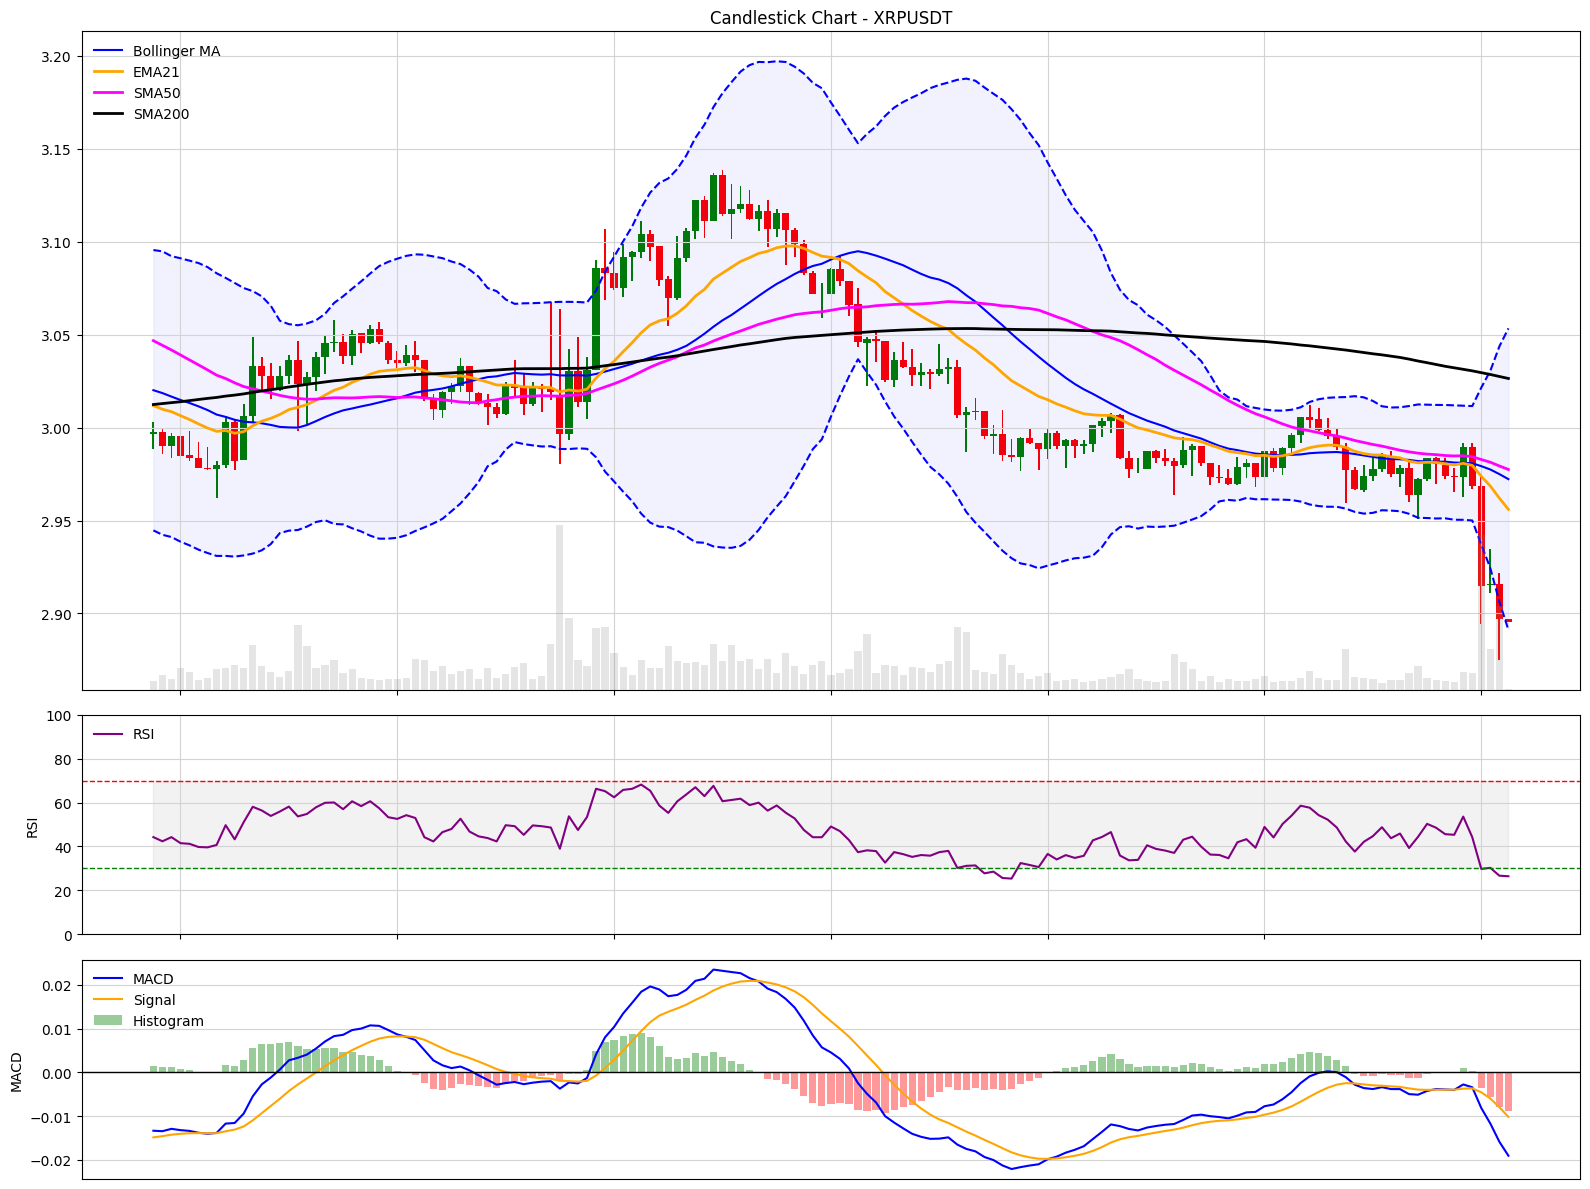 Candlestick Chart - XRPUSDT
Bollinger MA
EMA21
SMA50
SMA200
3.20
3.15
3.10
3.05
3.00
2.95
2.90
RSI
RSI
100
80
60
40
20
0
MACD
Signal
Histogram
MACD
0.02
0.01
0.00
−0.01
−0.02